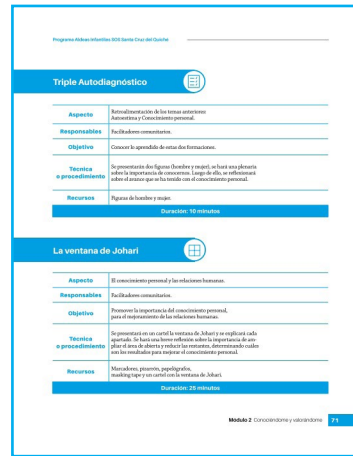 Programa Aldeas Infantiles SOS Santa Cruz del Quiché
Triple Autodiagnóstico
Aspecto
Retroalimentación de los temas anteriores:
Autoestima y Conocimiento personal.
Responsables
Facilitadores comunitarios.
Objetivo
Conocer lo aprendido de estas dos formaciones.
Técnica
o procedimiento
Se presentarán dos figuras (hombre y mujer), se hará una plenaria
sobre la importancia de conocernos. Luego de ello, se reflexionará
sobre el avance que se ha tenido con el conocimiento personal.
Recursos
Figuras de hombre y mujer.
Duración: 10 minutos
La ventana de Johari
Aspecto
El conocimiento personal y las relaciones humanas.
Responsables
Facilitadores comunitarios.
Objetivo
Promover la importancia del conocimiento personal,
para el mejoramiento de las relaciones humanas.
Técnica
o procedimiento
Se presentará en un cartel la ventana de Johari y se explicará cada
apartado. Se hará una breve reflexión sobre la importancia de am-
pliar el área de abierta y reducir las restantes, determinando cuáles
son los resultados para mejorar el conocimiento personal.
Recursos
Marcadores, pizarrón, papelógrafos,
masking tape y un cartel con la ventana de Johari.
Duración: 25 minutos
Módulo 2 Conociéndome y valorándome 71